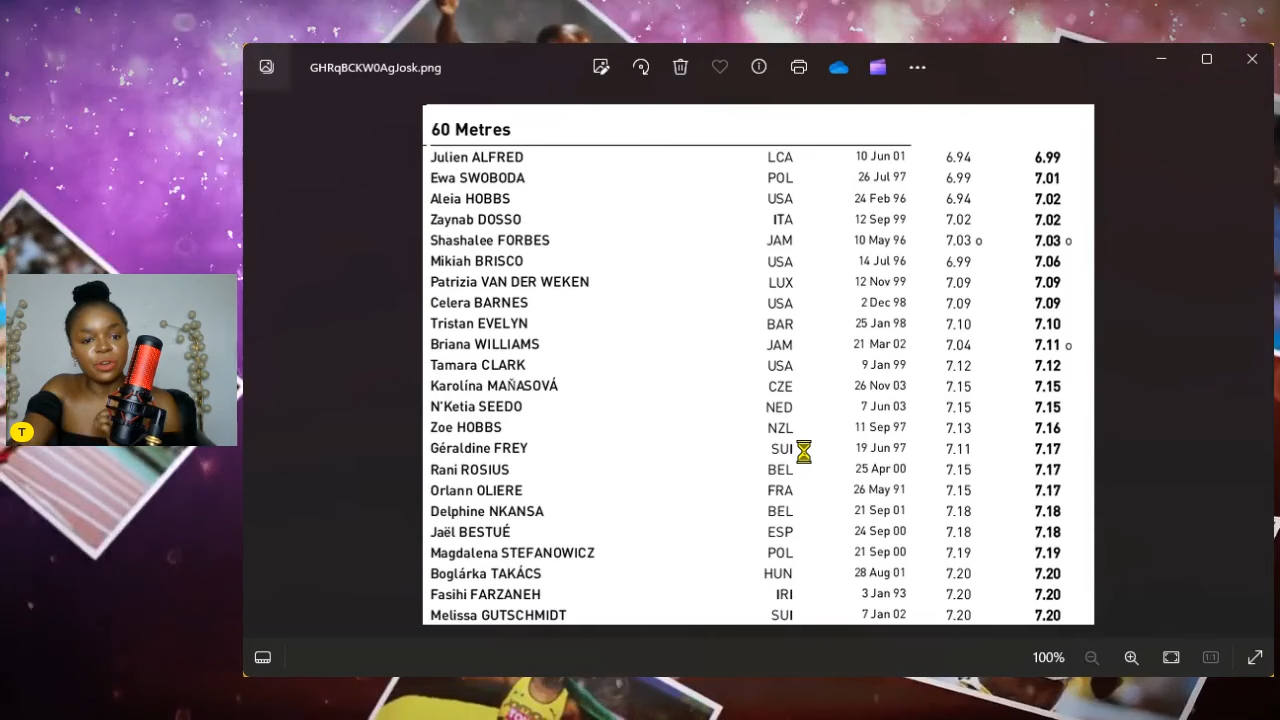 GHRqBCKW0AgJosk.png
60 Metres
Julien ALFRED LCA 10 Jun 01 6.94 6.99
Ewa SWOBODA POL 26 Jul 97 6.99 7.01
Aleia HOBBS USA 24 Feb 96 6.94 7.02
Zaynab DOSSO ITA 12 Sep 99 7.02 7.02
Shashalee FORBES JAM 10 May 96 7.03 o 7.03 o
Mikiah BRISCO USA 14 Jul 96 6.99 7.06
Patrizia VAN DER WEKEN LUX 12 Nov 99 7.09 7.09
Celera BARNES USA 2 Dec 98 7.09 7.09
Tristan EVELYN BAR 25 Jan 98 7.10 7.10
Briana WILLIAMS JAM 21 Mar 02 7.04 7.11 o
Tamara CLARK USA 9 Jan 99 7.12 7.12
Karolína MAŇASOVÁ CZE 26 Nov 03 7.15 7.15
N'Ketia SEEDO NED 7 Jun 03 7.15 7.15
Zoe HOBBS NZL 11 Sep 97 7.13 7.16
Géraldine FREY SUI 19 Jun 97 7.11 7.17
Rani ROSIUS BEL 25 Apr 00 7.15 7.17
Orlann OLIERE FRA 26 May 91 7.15 7.17
Delphine NKANSA BEL 21 Sep 01 7.18 7.18
Jaël BESTUÉ ESP 24 Sep 00 7.18 7.18
Magdalena STEFANOWICZ POL 21 Sep 00 7.19 7.19
Boglárka TAKÁCS HUN 28 Aug 01 7.20 7.20
Fasihi FARZANEH IRI 3 Jan 93 7.20 7.20
Melissa GUTSCHMIDT SUI 7 Jan 02 7.20 7.20
T
100%
1:1